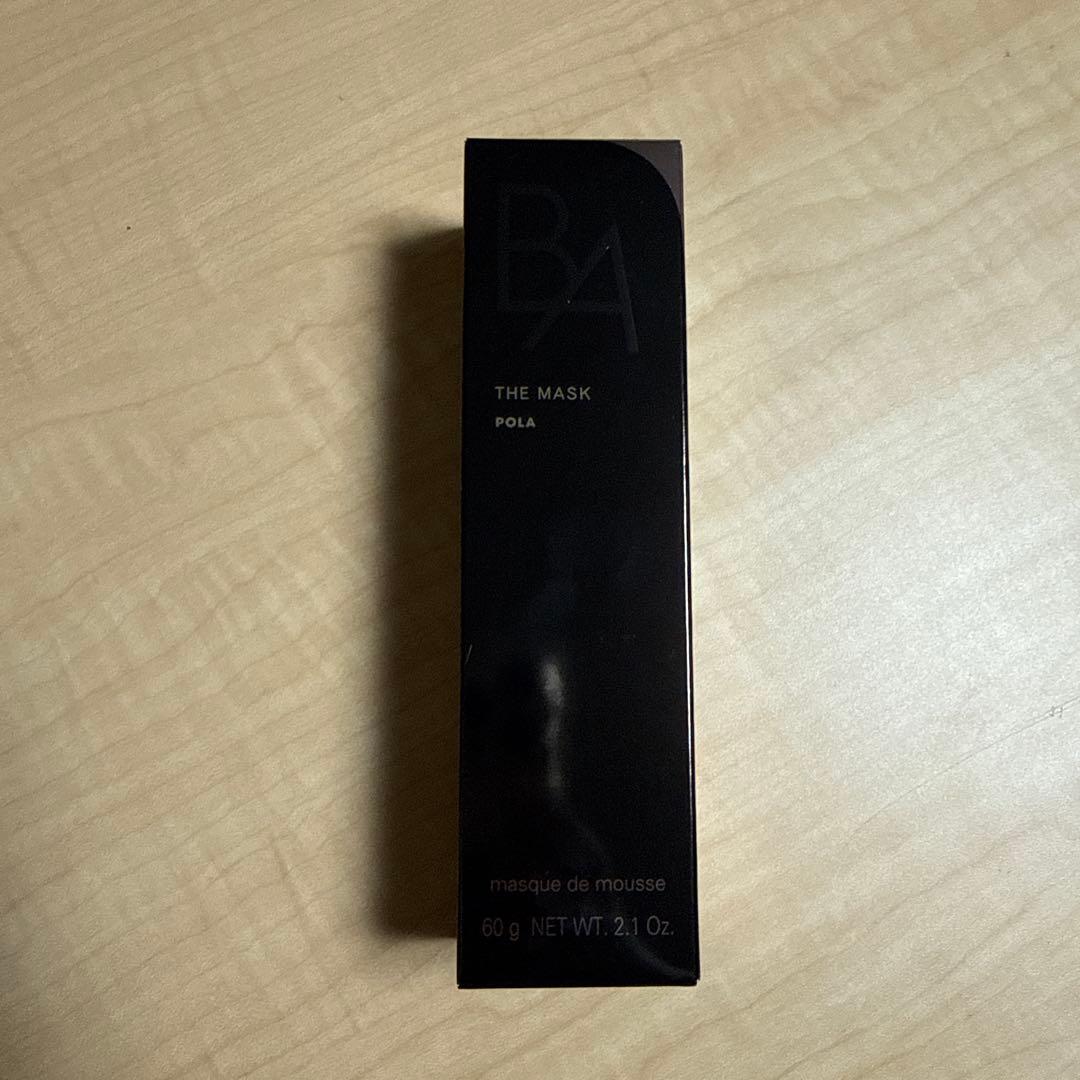 BA
THE MASK
POLA
masque de mousse
60 g NET WT. 2.1 Oz.